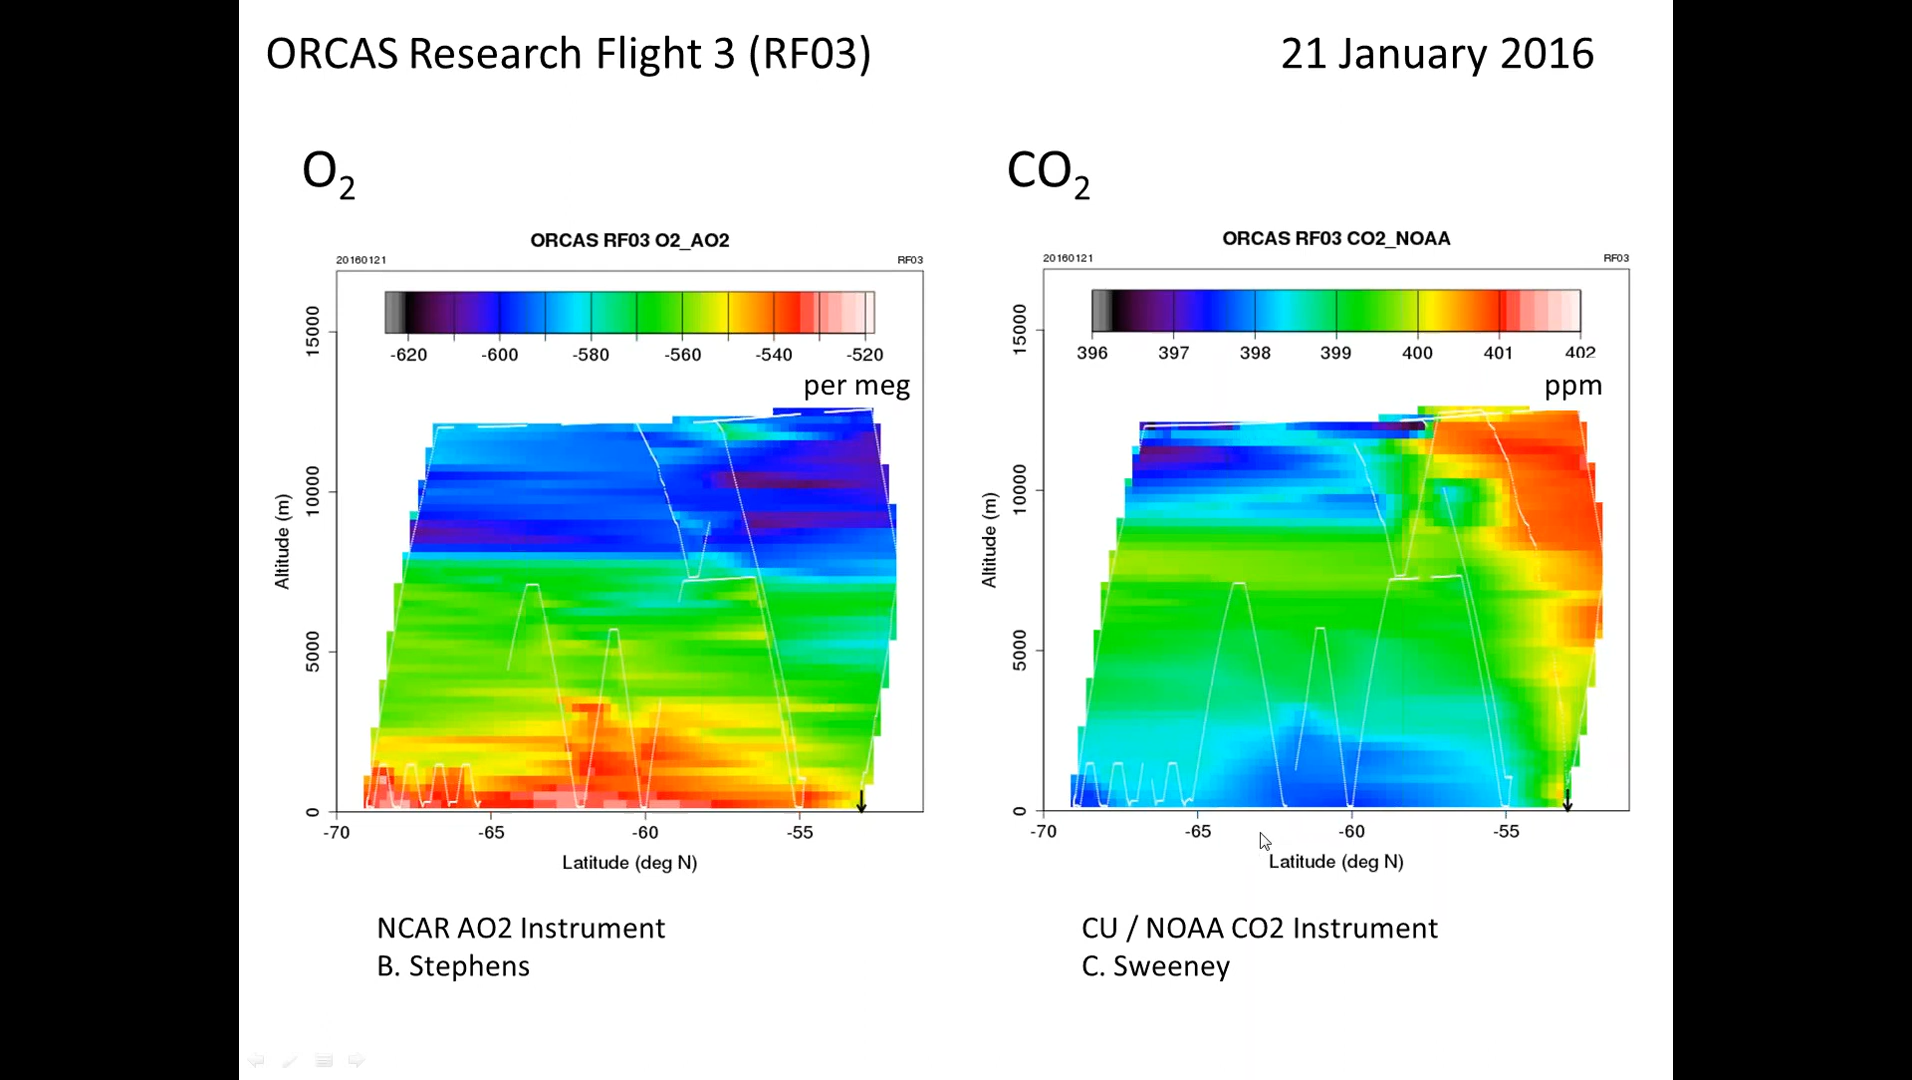 ORCAS Research Flight 3 (RF03)
21 January 2016
O2
CO2
ORCAS RF03 O2_AO2
20160121
RF03
-620
-600
-580
-560
-540
-520
per meg
15000
10000
5000
0
Altitude (m)
-70
-65
-60
-55
Latitude (deg N)
ORCAS RF03 CO2_NOAA
20160121
RF03
396
397
398
399
400
401
402
ppm
15000
10000
5000
0
Altitude (m)
-70
-65
-60
-55
Latitude (deg N)
NCAR AO2 Instrument
B. Stephens
CU / NOAA CO2 Instrument
C. Sweeney